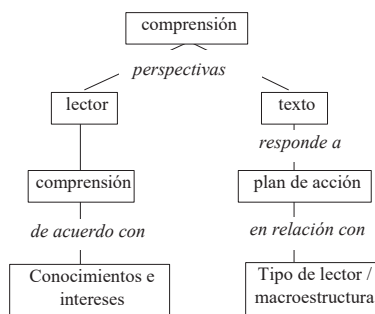 comprensión
perspectivas
lector
texto
responde a
comprensión
plan de acción
de acuerdo con
en relación con
Conocimientos e
intereses
Tipo de lector /
macroestructura